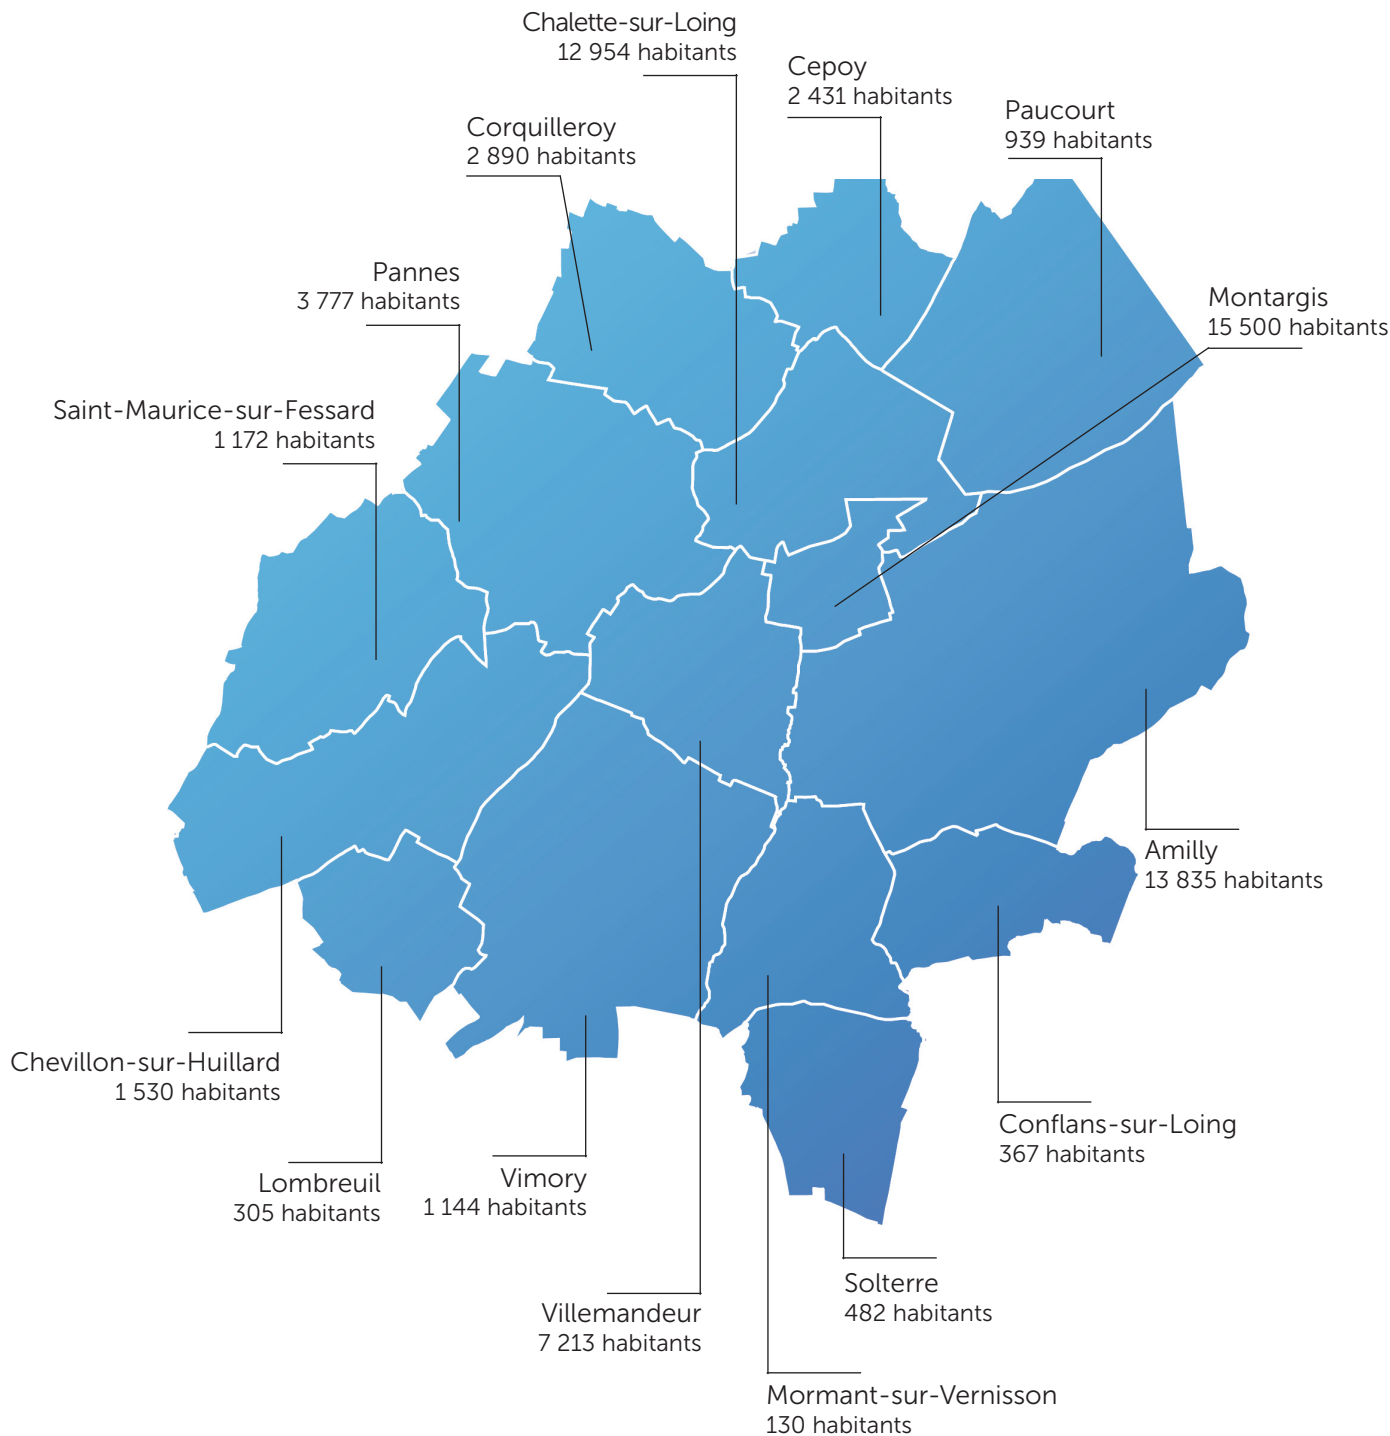 Chalette-sur-Loing
12 954 habitants
Cepoy
2 431 habitants
Paucourt
939 habitants
Corquilleroy
2 890 habitants
Pannes
3 777 habitants
Montargis
15 500 habitants
Saint-Maurice-sur-Fessard
1 172 habitants
Amilly
13 835 habitants
Chevillon-sur-Huillard
1 530 habitants
Conflans-sur-Loing
367 habitants
Lombreuil
305 habitants
Vimory
1 144 habitants
Solterre
482 habitants
Villemandeur
7 213 habitants
Mormant-sur-Vernisson
130 habitants